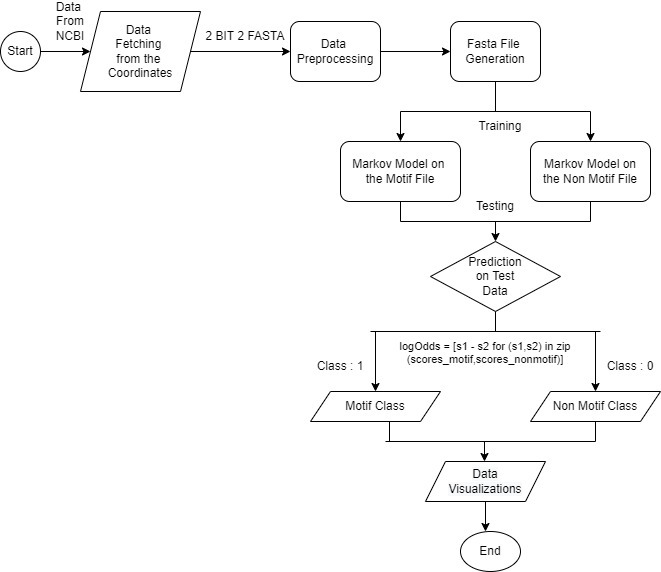 Data
From
NCBI
Start
Data
Fetching
from the
Coordinates
2 BIT 2 FASTA
Data
Preprocessing
Fasta File
Generation
Training
Markov Model on
the Motif File
Markov Model on
the Non Motif File
Testing
Prediction
on Test
Data
logOdds = [s1 - s2 for (s1,s2) in zip
(scores_motif,scores_nonmotif)]
Class : 1
Class : 0
Motif Class
Non Motif Class
Data
Visualizations
End